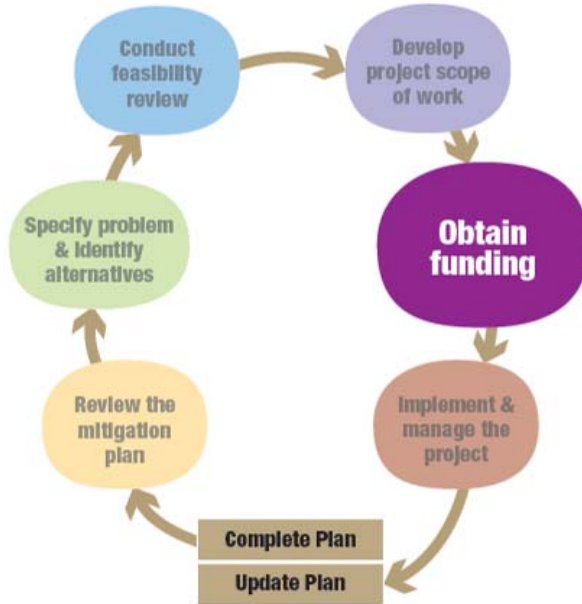 Conduct
feasibility
review
Develop
project scope
of work
Obtain
funding
Implement &
manage the
project
Complete Plan
Update Plan
Review the
mitigation
plan
Specify problem
& identify
alternatives